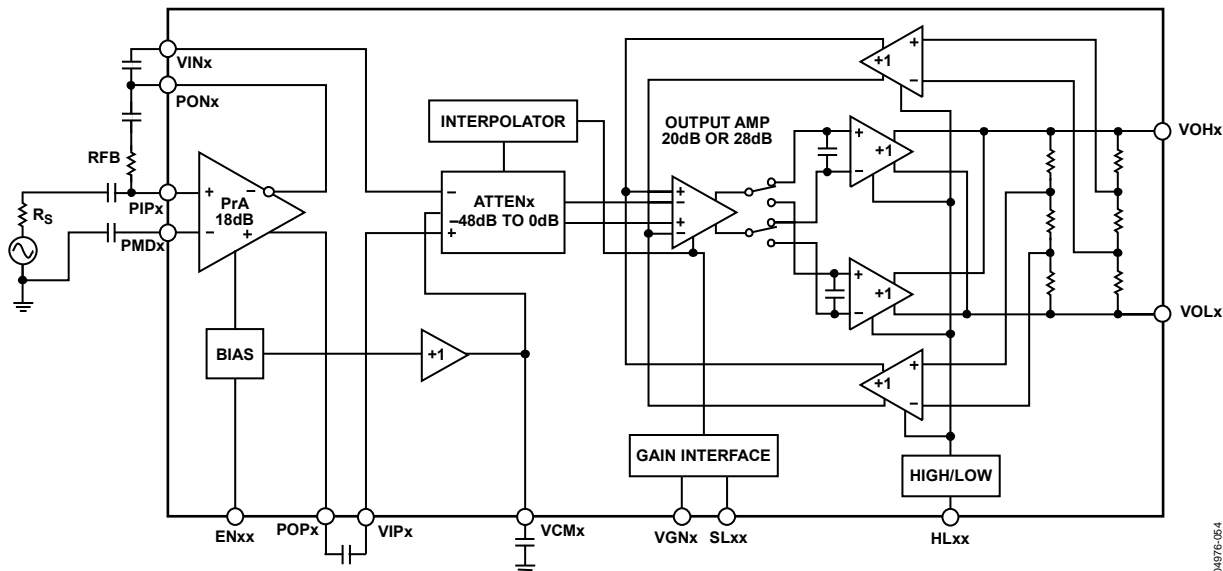 VINx
PONx
RFB
RS
PIPx
PMDx
+
–
–
+
PrA
18dB
BIAS
+1
INTERPOLATOR
–
ATTENx
–48dB TO 0dB
+
OUTPUT AMP
20dB OR 28dB
+
–
+
–
+
–
+1
+
–
+1
+
–
+1
+
–
+1
VOHx
VOLx
GAIN INTERFACE
HIGH/LOW
ENxx
POPx
VIPx
VCMx
VGNx
SLxx
HLxx
04976-054